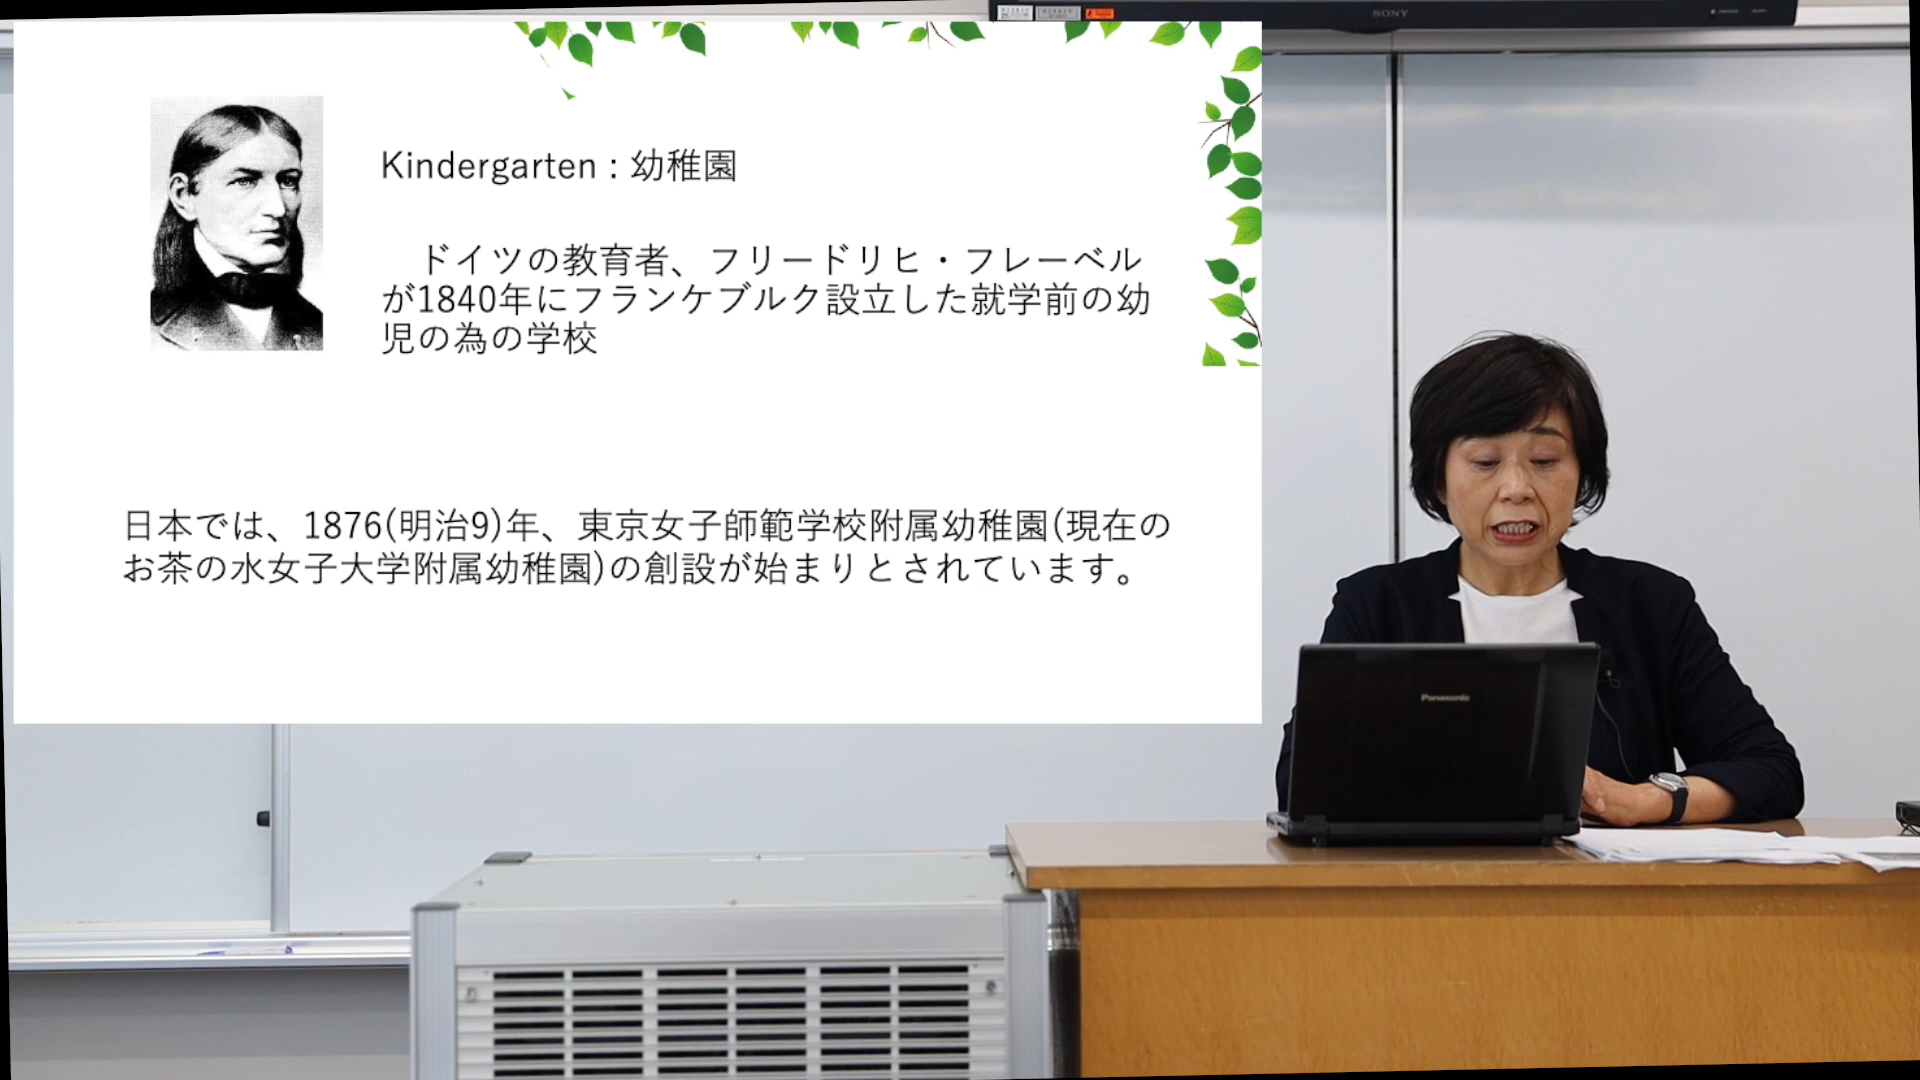 SONY
Kindergarten : 幼稚園
ドイツの教育者、フリードリヒ・フレーベル
が1840年にフランケブルク設立した就学前の幼
児の為の学校
日本では、1876(明治9)年、東京女子師範学校附属幼稚園(現在の
お茶の水女子大学附属幼稚園)の創設が始まりとされています。
Panasonic